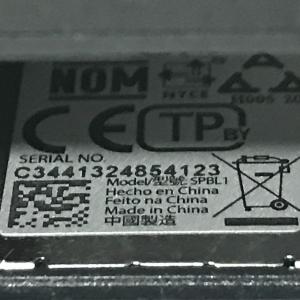 NOM
NYCE
CE TP BY
SERIAL NO.
C3441324854123
Model/型號 SPBL1
Hecho en China
Feito na China
Made in China
中國製造